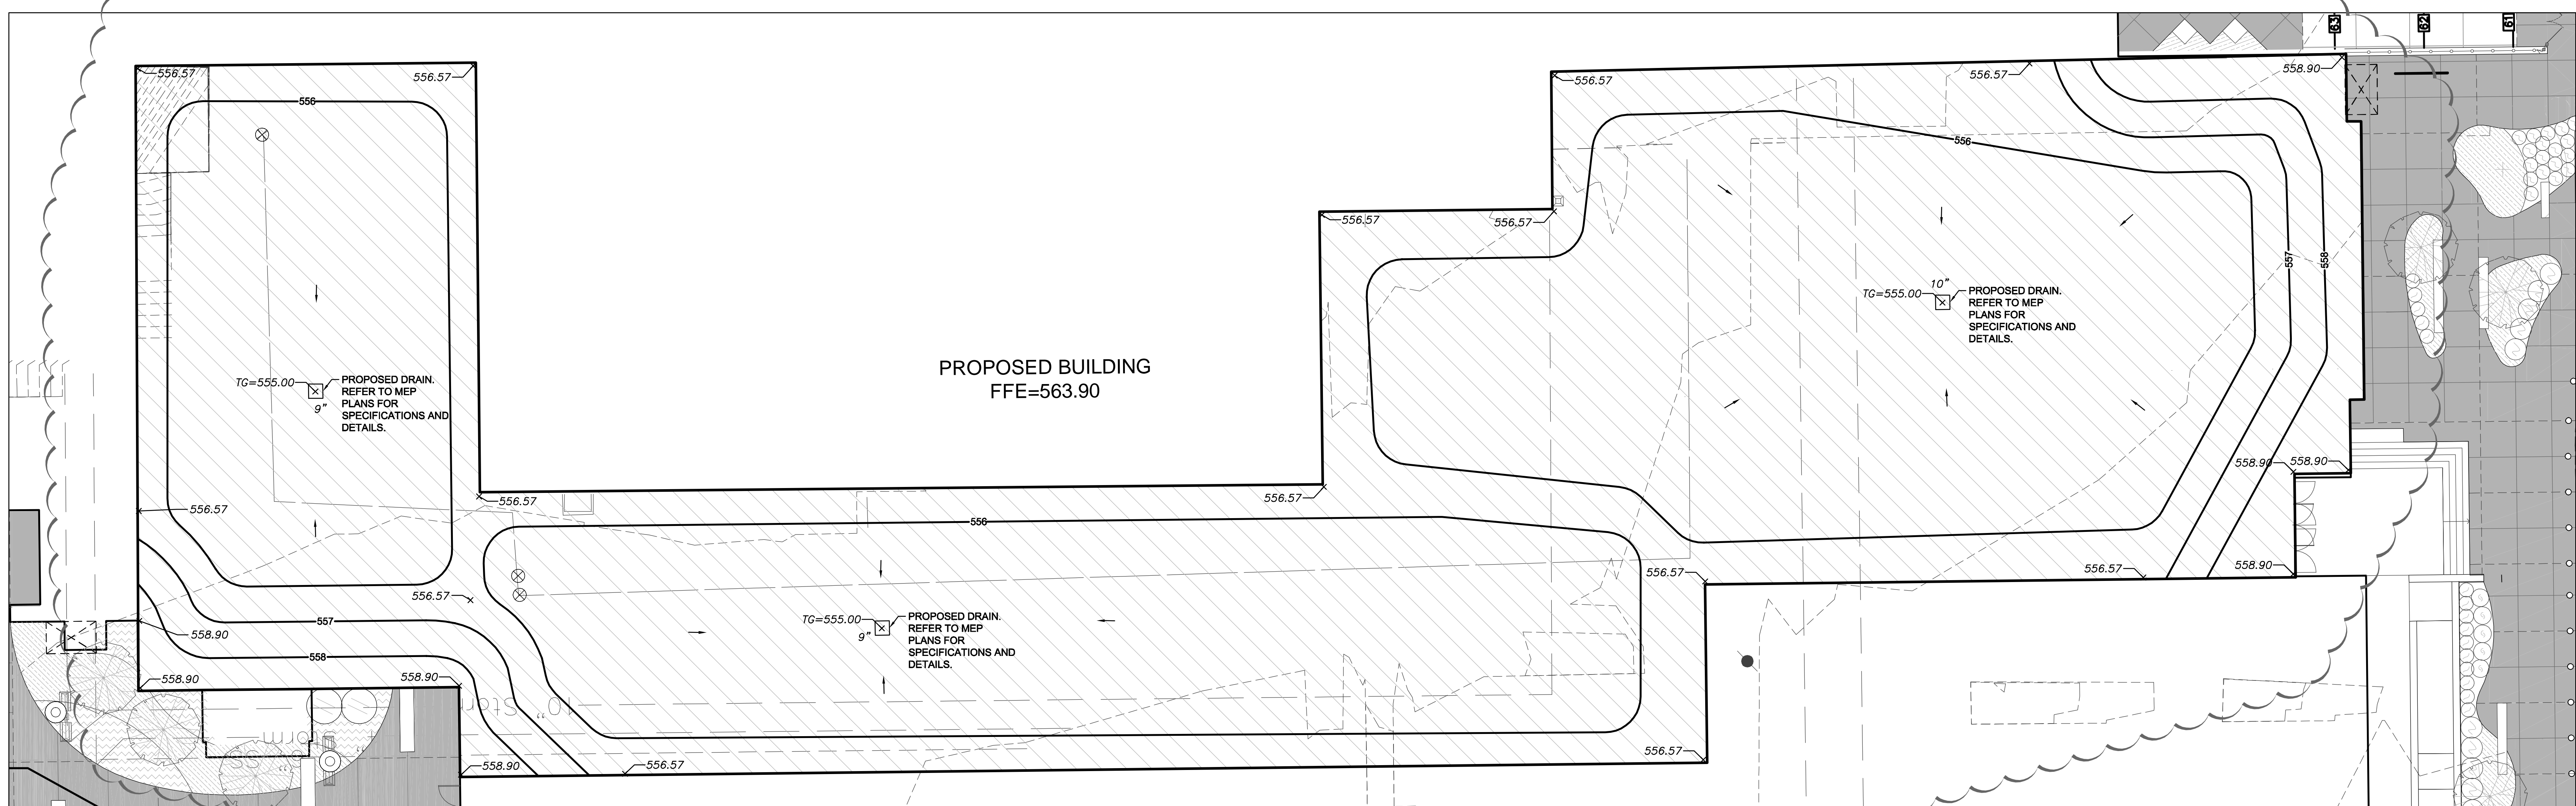 63
62
61
556.57
556.57
556
556.57
556.57
558.90
556
556.57
556.57
557
558
10"
TG=555.00
PROPOSED DRAIN.
REFER TO MEP
PLANS FOR
SPECIFICATIONS AND
DETAILS.
PROPOSED BUILDING
FFE=563.90
TG=555.00
9"
PROPOSED DRAIN.
REFER TO MEP
PLANS FOR
SPECIFICATIONS AND
DETAILS.
556.57
556.57
556.57
558.90
558.90
556
556.57
556.57
556.57
558.90
557
558
558.90
558.90
558.90
TG=555.00
9"
PROPOSED DRAIN.
REFER TO MEP
PLANS FOR
SPECIFICATIONS AND
DETAILS.
556.57
556.57
558.90
10" Storm
556.57
556.57